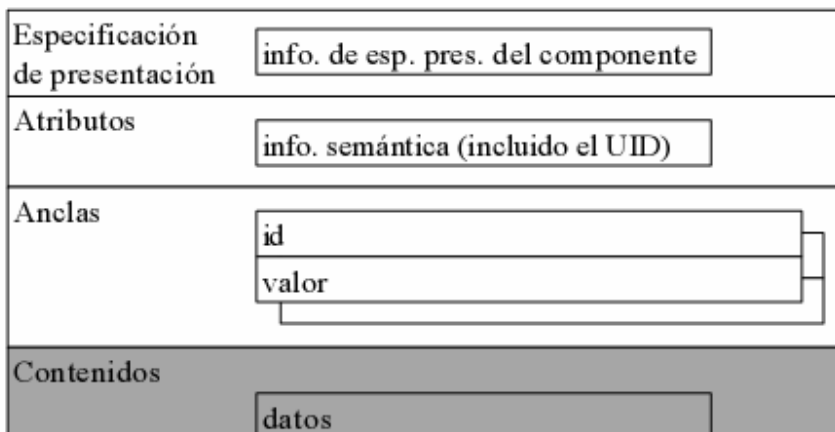 Especificación
de presentación
info. de esp. pres. del componente
Atributos
info. semántica (incluido el UID)
Anclas
id
valor
Contenidos
datos